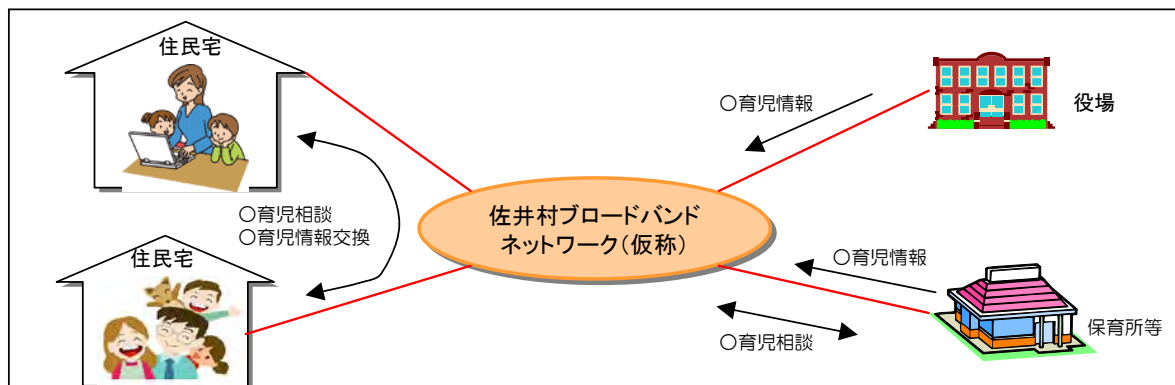 住民宅
○育児情報
役場
○育児相談
○育児情報交換
佐井村ブロードバンド
ネットワーク(仮称)
住民宅
○育児情報
○育児相談
保育所等